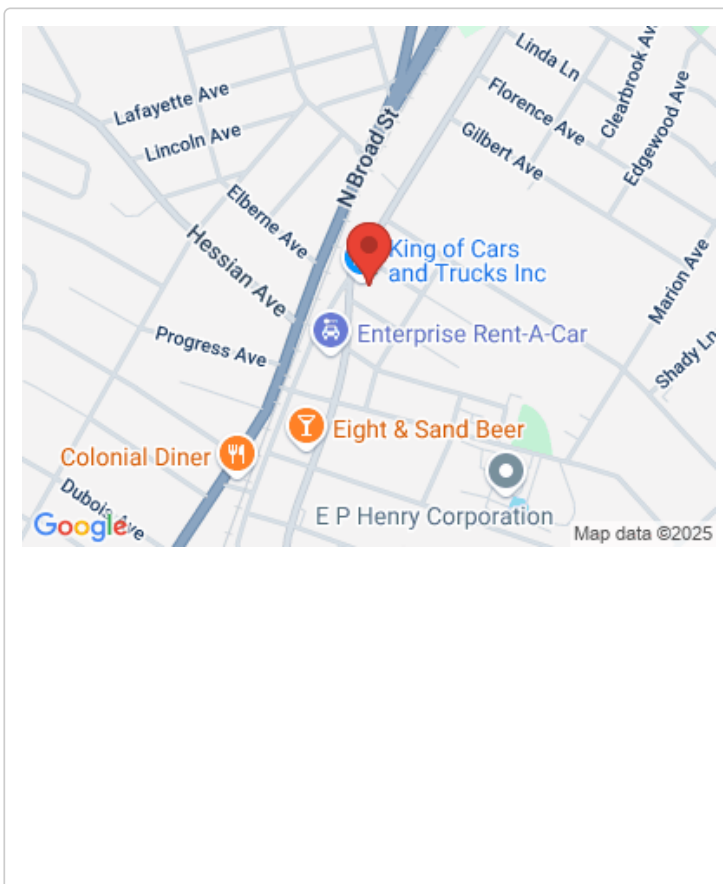 Linda Ln
Clearbrook Av
Lafayette Ave
Florence Ave
Edgewood Ave
Lincoln Ave
Gilbert Ave
N Broad St
Elberne Ave
Hessian Ave
King of Cars
and Trucks Inc
Marion Ave
Progress Ave
Enterprise Rent-A-Car
Shady Ln
Eight & Sand Beer
Colonial Diner
Dubois Ave
E P Henry Corporation
Google
Map data ©2025